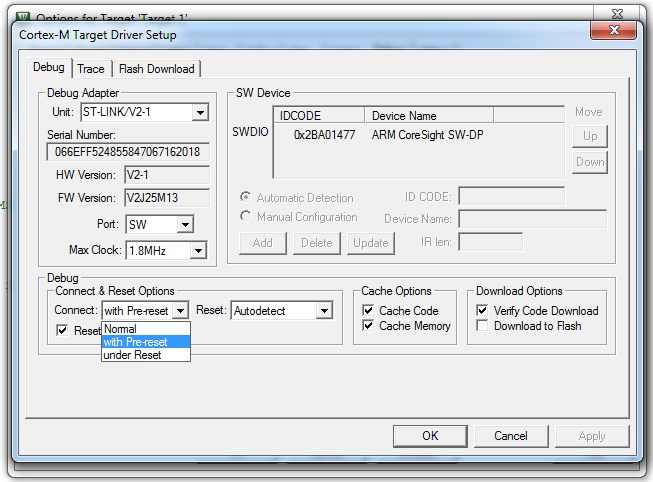 Options for Target 'Target 1'
Cortex-M Target Driver Setup
Debug
Trace
Flash Download
Debug Adapter
Unit: ST-LINK/V2-1
Serial Number:
066EFF524855847067162018
HW Version: V2-1
FW Version: V2J25M13
Port: SW
Max Clock: 1.8MHz
SW Device
IDCODE Device Name Move
SWDIO 0x2BA01477 ARM CoreSight SW-DP Up
Down
Automatic Detection ID CODE:
Manual Configuration Device Name:
Add Delete Update IR len:
Debug
Connect & Reset Options
Connect: with Pre-reset Reset: Autodetect
Reset
Normal
with Pre-reset
under Reset
Cache Options
Cache Code
Cache Memory
Download Options
Verify Code Download
Download to Flash
OK Cancel Apply